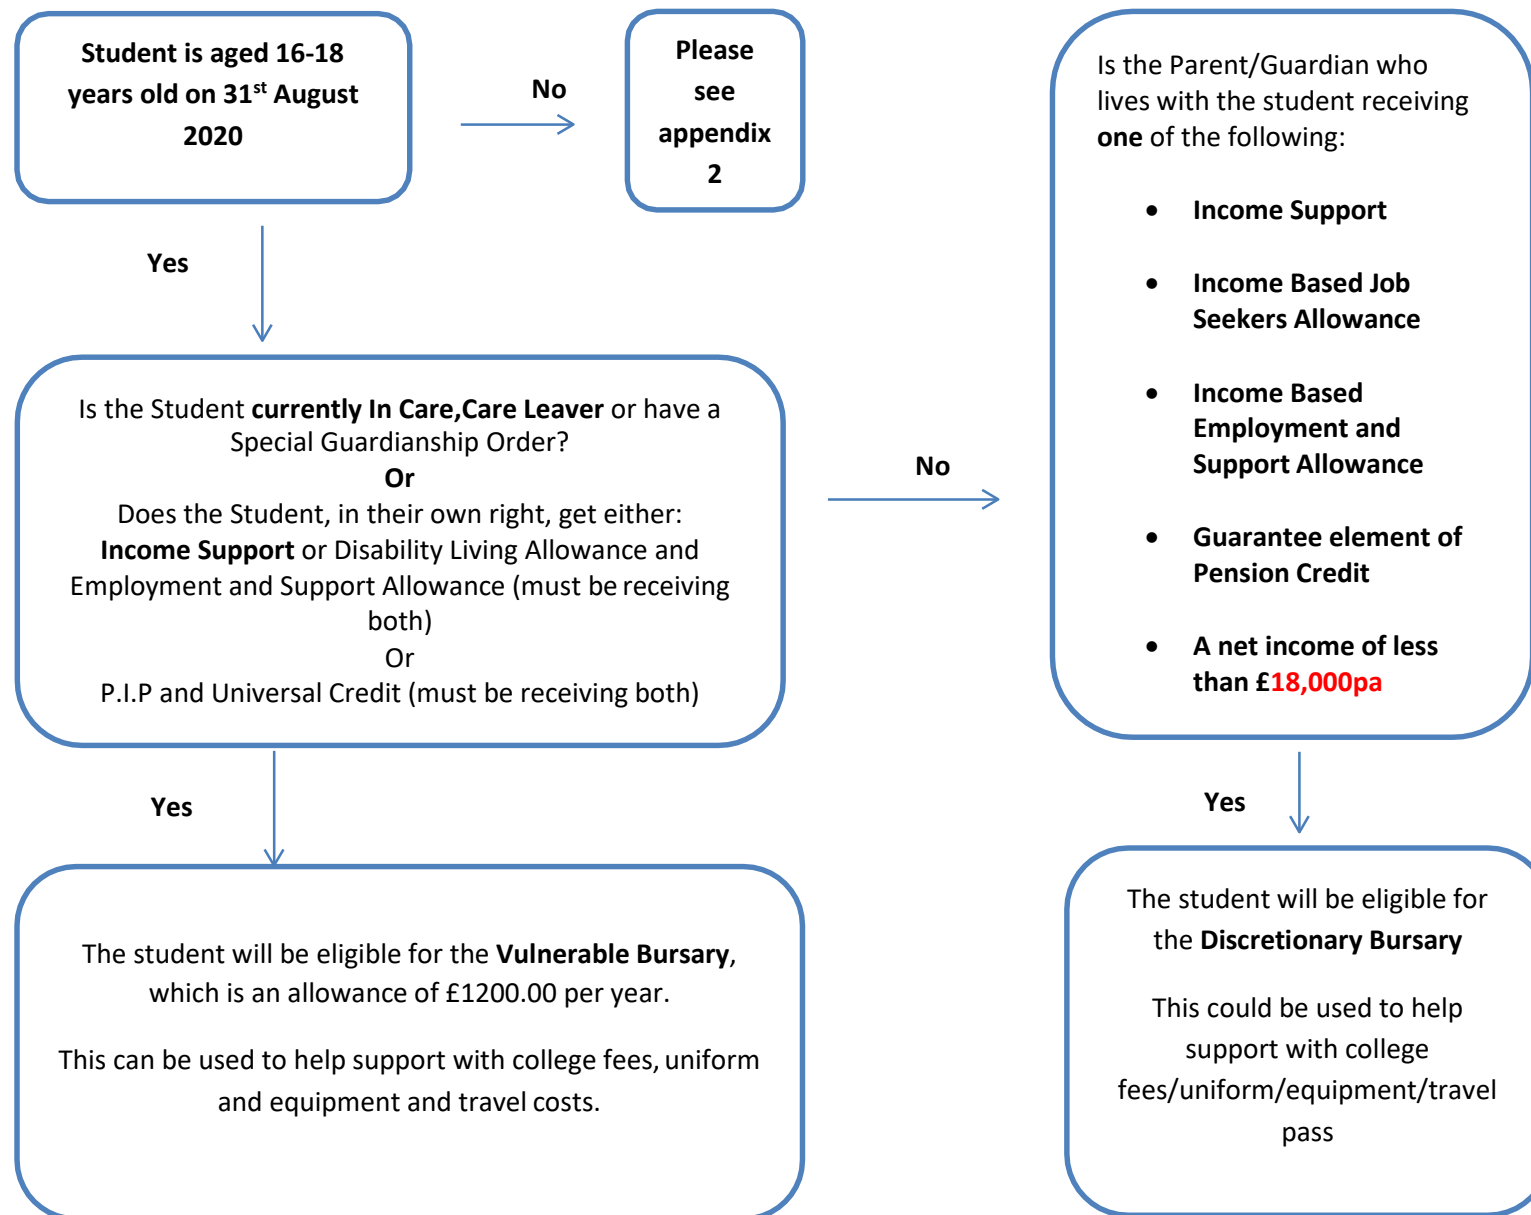 Student is aged 16-18
years old on 31st August
2020
No
Please
see
appendix
2
Yes
Is the Student currently In Care,Care Leaver or have a
Special Guardianship Order?
Or
Does the Student, in their own right, get either:
Income Support or Disability Living Allowance and
Employment and Support Allowance (must be receiving
both)
Or
P.I.P and Universal Credit (must be receiving both)
No
Is the Parent/Guardian who
lives with the student receiving
one of the following:
• Income Support
• Income Based Job
Seekers Allowance
• Income Based
Employment and
Support Allowance
• Guarantee element of
Pension Credit
• A net income of less
than £18,000pa
Yes
The student will be eligible for the Vulnerable Bursary,
which is an allowance of £1200.00 per year.
This can be used to help support with college fees, uniform
and equipment and travel costs.
Yes
The student will be eligible for
the Discretionary Bursary
This could be used to help
support with college
fees/uniform/equipment/travel
pass